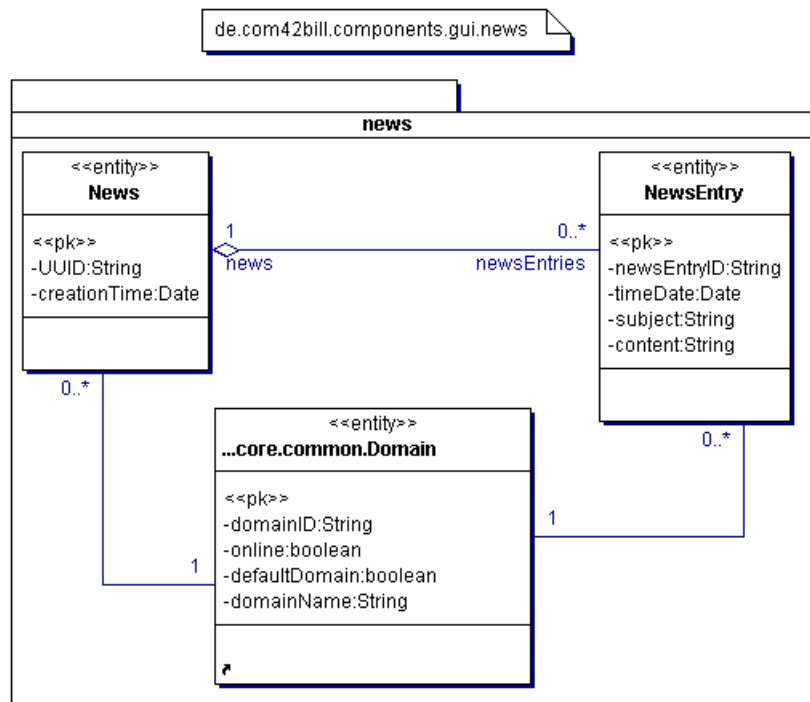 de.com42bill.components.gui.news
news
<<entity>>
News
<<pk>>
-UUID:String
-creationTime:Date
1
news
0..*
newsEntries
<<entity>>
NewsEntry
<<pk>>
-newsEntryID:String
-timeDate:Date
-subject:String
-content:String
0..*
1
<<entity>>
...core.common.Domain
<<pk>>
-domainID:String
-online:boolean
-defaultDomain:boolean
-domainName:String
0..*
1